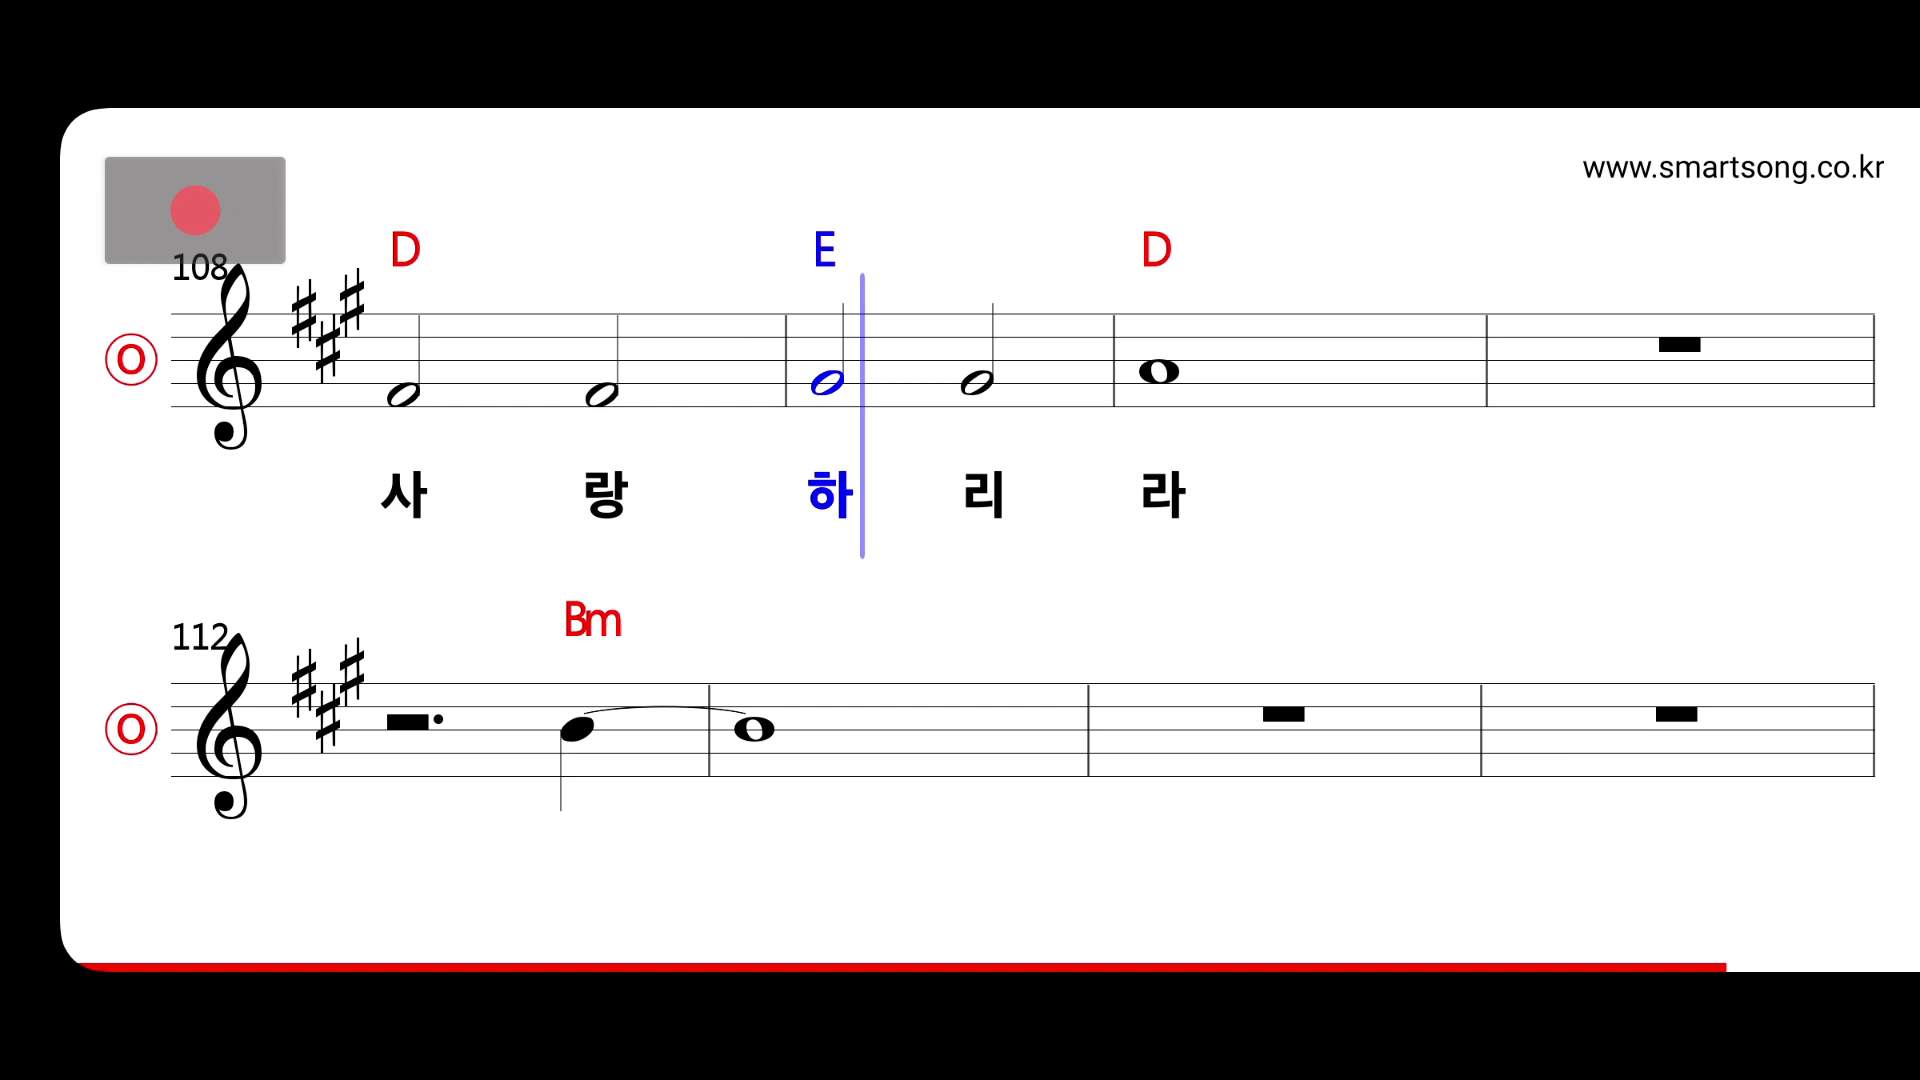 www.smartsong.co.kr
108
D E D
O
사 랑 하 리 라
112
Bm
O